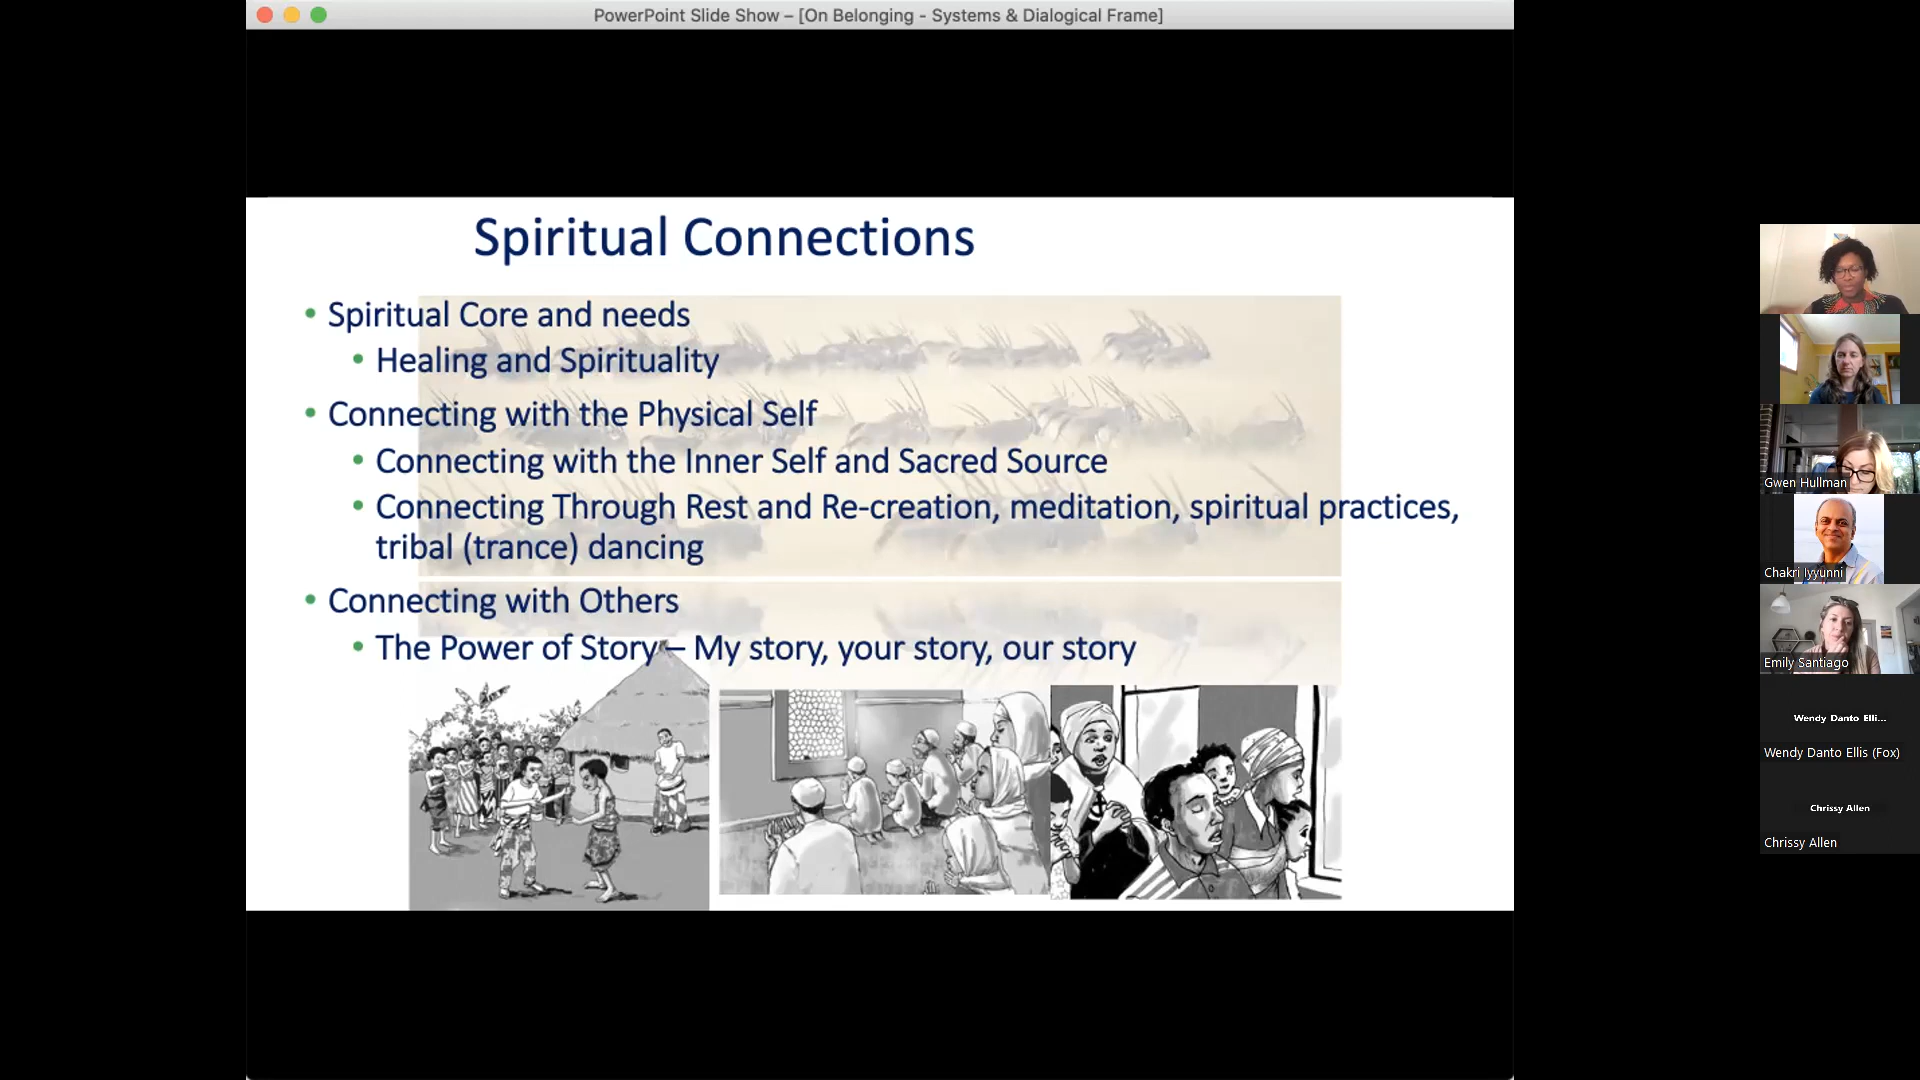 PowerPoint Slide Show – [On Belonging - Systems & Dialogical Frame]
Spiritual Connections
• Spiritual Core and needs
• Healing and Spirituality
• Connecting with the Physical Self
• Connecting with the Inner Self and Sacred Source
• Connecting Through Rest and Re-creation, meditation, spiritual practices,
tribal (trance) dancing
• Connecting with Others
• The Power of Story – My story, your story, our story
Gwen Hullman
Chakri Iyyunni
Emily Santiago
Wendy Danto Elli...
Wendy Danto Ellis (Fox)
Chrissy Allen
Chrissy Allen